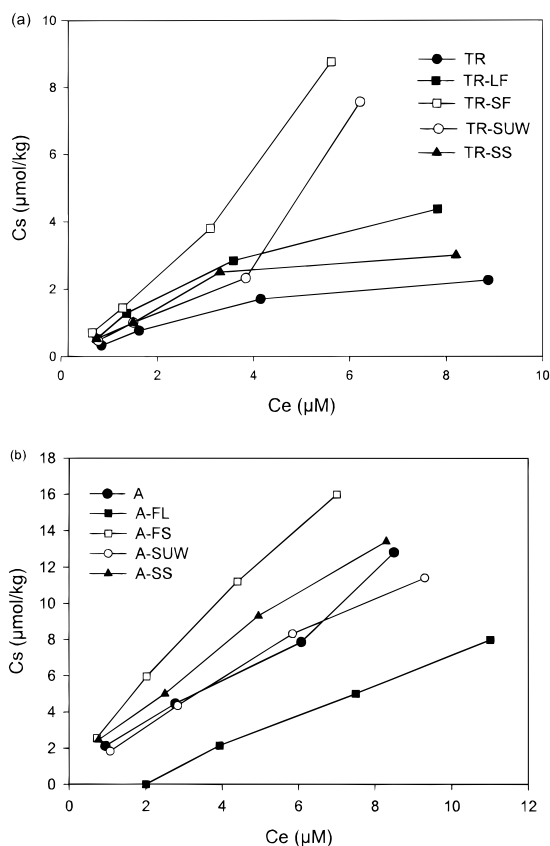 (a)
10
8
6
4
2
0
Cs (µmol/kg)
TR
TR-LF
TR-SF
TR-SUW
TR-SS
0 2 4 6 8 10
Ce (µM)
(b)
18
16
14
12
10
8
6
4
2
0
Cs (µmol/kg)
A
A-FL
A-FS
A-SUW
A-SS
0 2 4 6 8 10 12
Ce (µM)